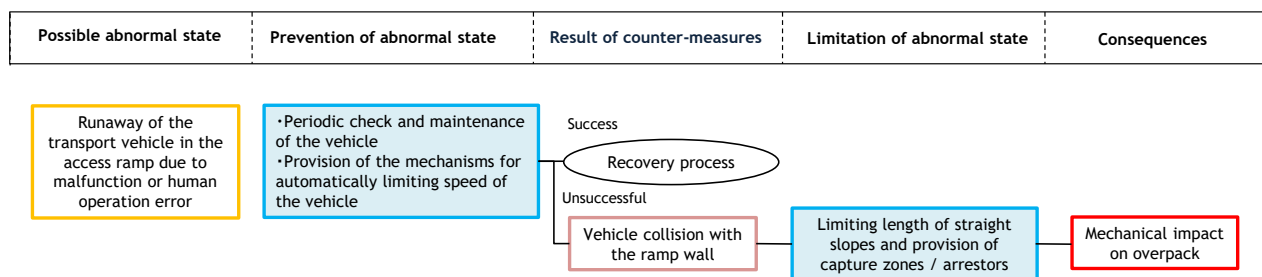 Possible abnormal state
Prevention of abnormal state
Result of counter-measures
Limitation of abnormal state
Consequences
Runaway of the
transport vehicle in the
access ramp due to
malfunction or human
operation error
・Periodic check and maintenance
of the vehicle
・Provision of the mechanisms for
automatically limiting speed of
the vehicle
Success
Recovery process
Unsuccessful
Vehicle collision with
the ramp wall
Limiting length of straight
slopes and provision of
capture zones / arrestors
Mechanical impact
on overpack